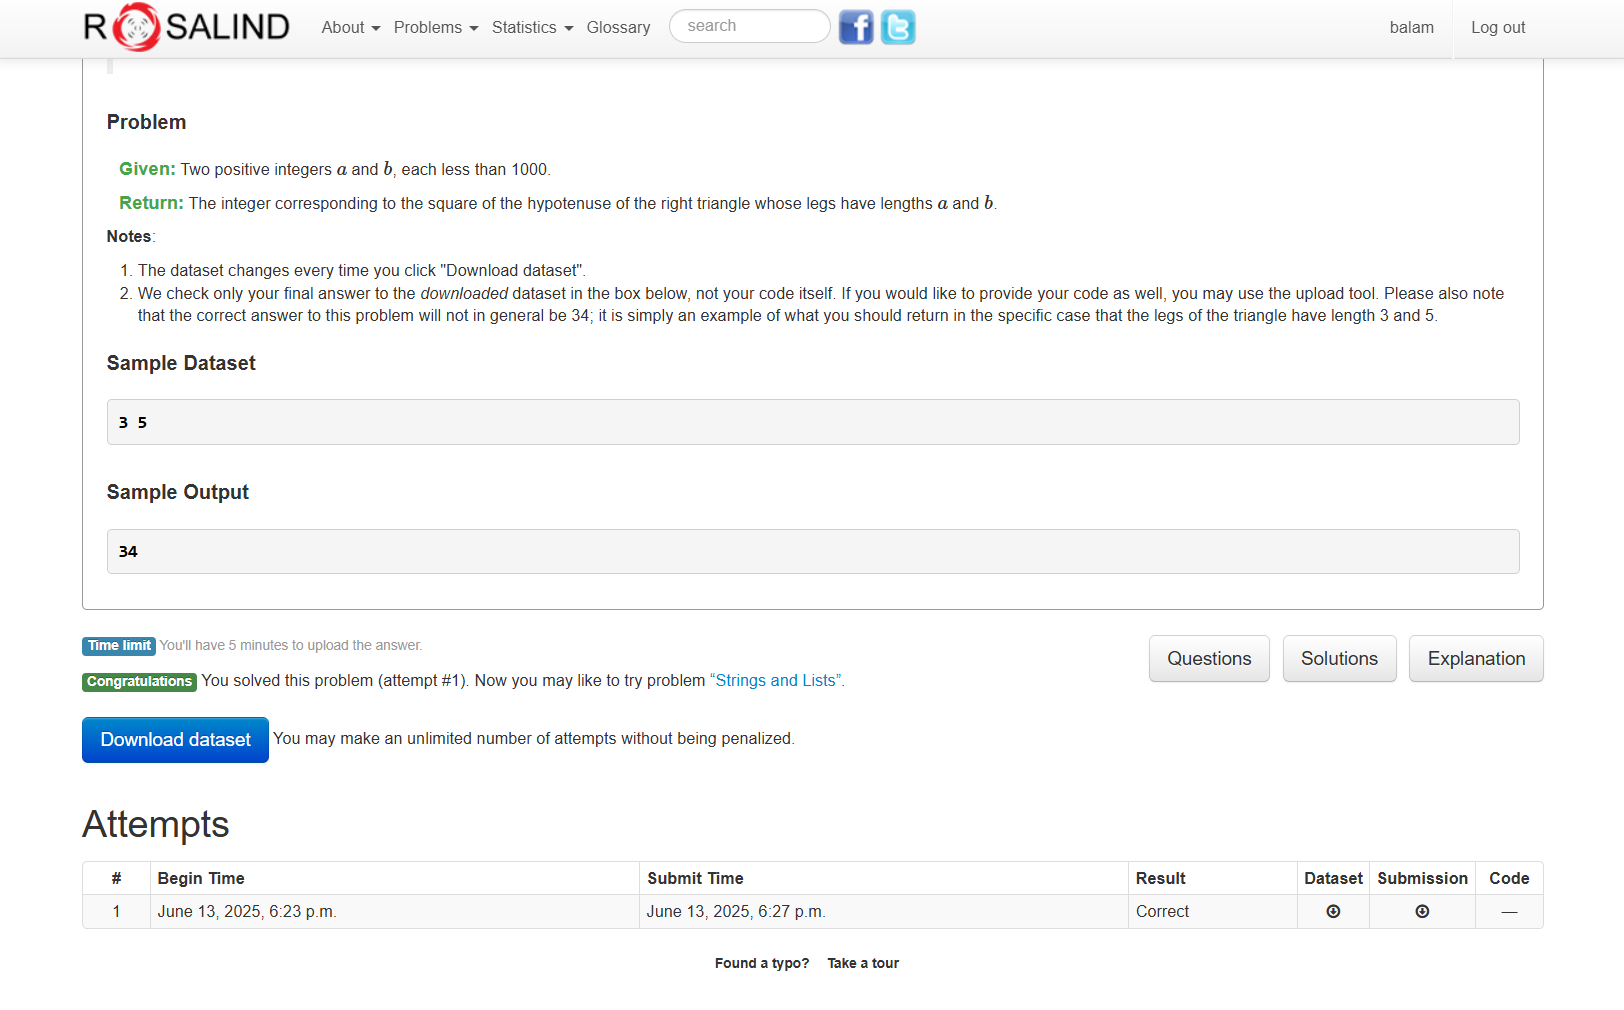 ROSALIND About Problems Statistics Glossary search balam Log out
Problem
Given: Two positive integers a and b, each less than 1000.
Return: The integer corresponding to the square of the hypotenuse of the right triangle whose legs have lengths a and b.
Notes:
1. The dataset changes every time you click "Download dataset".
2. We check only your final answer to the downloaded dataset in the box below, not your code itself. If you would like to provide your code as well, you may use the upload tool. Please also note
that the correct answer to this problem will not in general be 34; it is simply an example of what you should return in the specific case that the legs of the triangle have length 3 and 5.
Sample Dataset
3 5
Sample Output
34
Time limit You'll have 5 minutes to upload the answer.
Questions Solutions Explanation
Congratulations You solved this problem (attempt #1). Now you may like to try problem “Strings and Lists”.
Download dataset You may make an unlimited number of attempts without being penalized.
Attempts
# Begin Time Submit Time Result Dataset Submission Code
1 June 13, 2025, 6:23 p.m. June 13, 2025, 6:27 p.m. Correct —
Found a typo? Take a tour